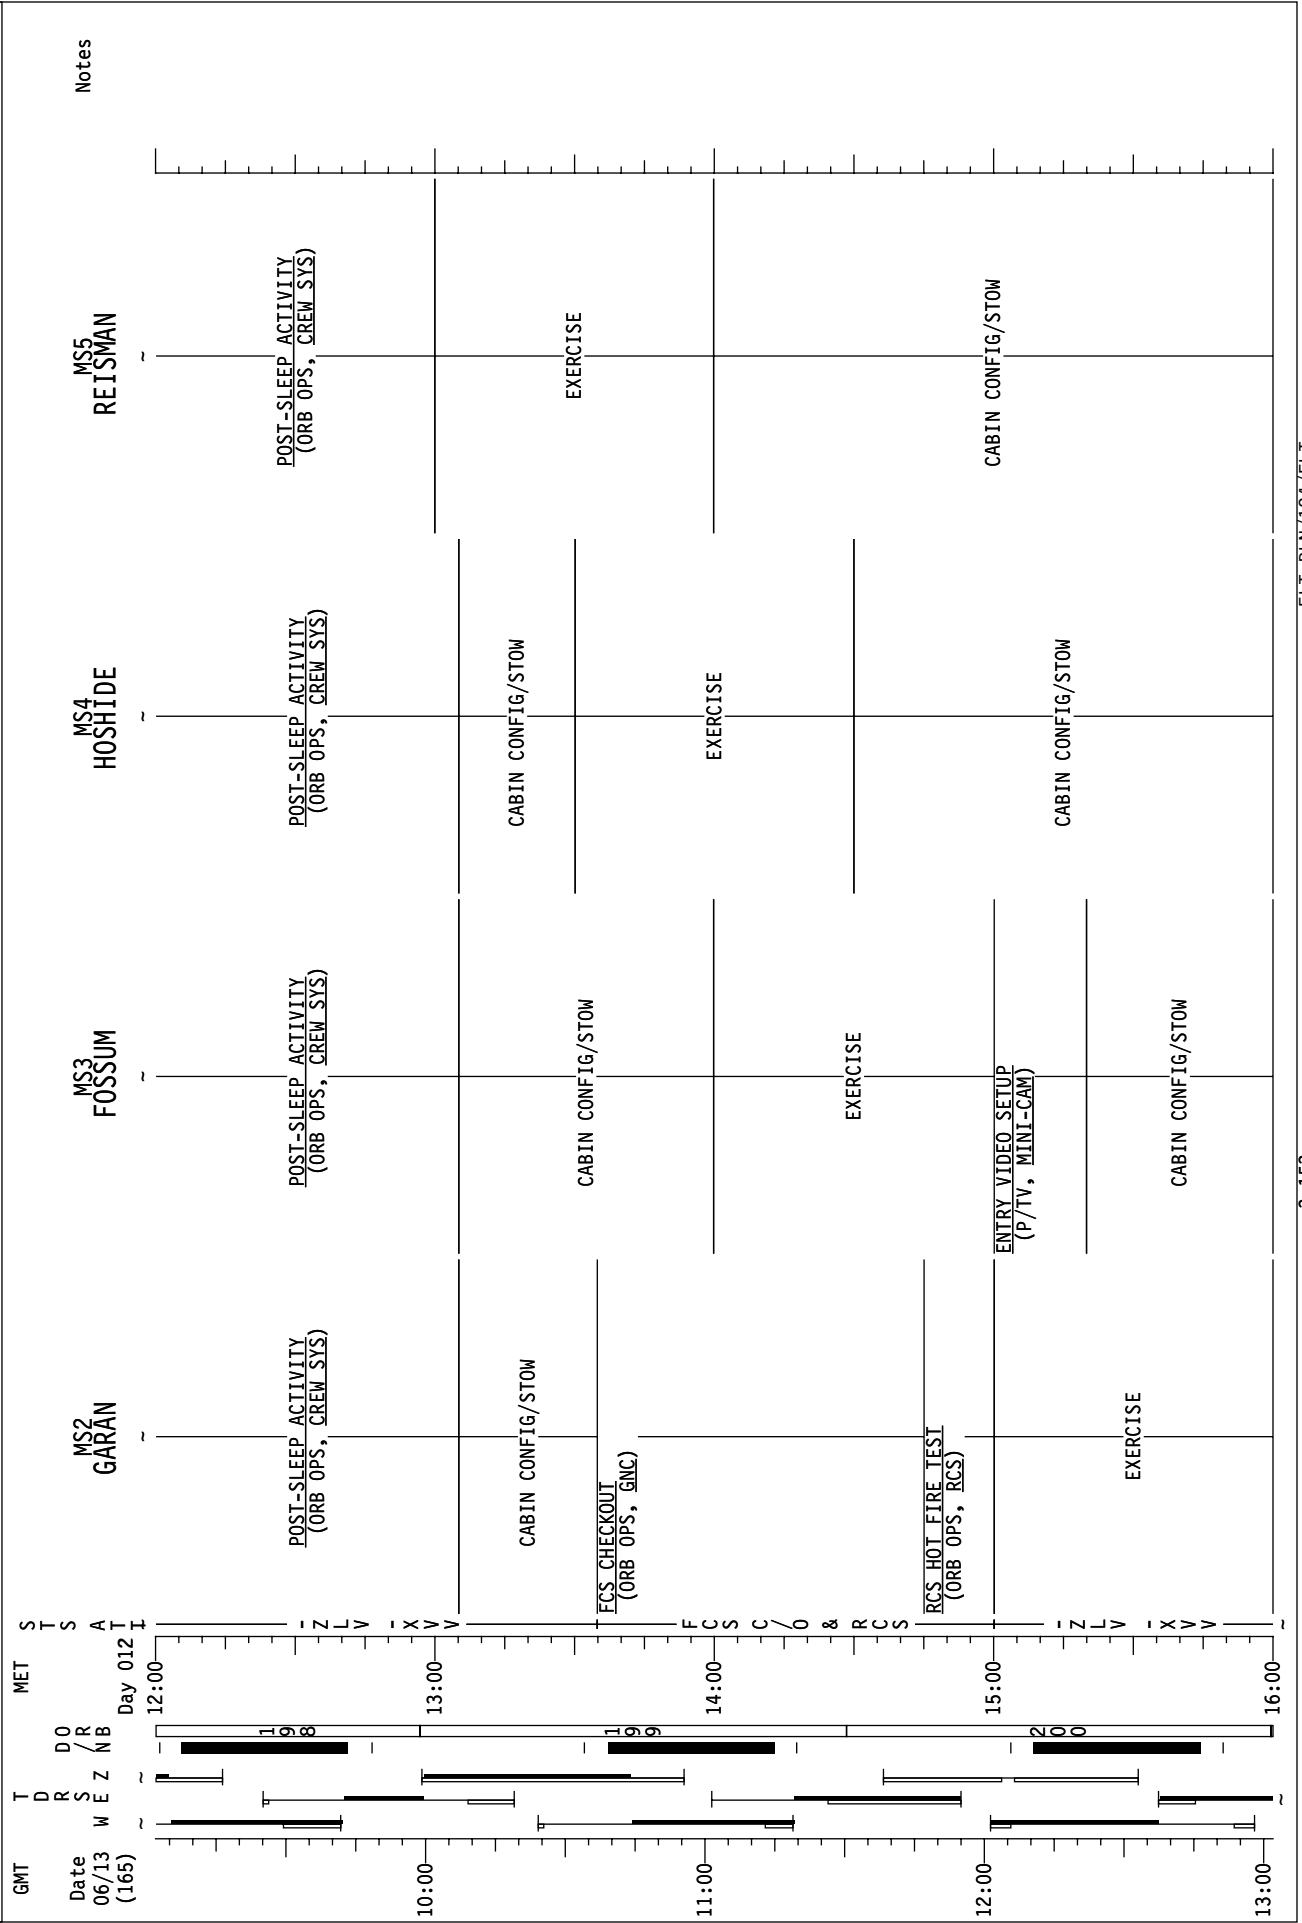 GMT
Date
06/13
(165)
10:00
11:00
12:00
13:00
TDRS
W E Z
D/N
ORB
198
199
200
MET
Day 012
12:00
13:00
14:00
15:00
16:00
STS ATTI
-ZLV -XVV
FCS C/O & RCS
-ZLV -XVV
MS2
GARAN
POST-SLEEP ACTIVITY
(ORB OPS, CREW SYS)
CABIN CONFIG/STOW
FCS CHECKOUT
(ORB OPS, GNC)
RCS HOT FIRE TEST
(ORB OPS, RCS)
EXERCISE
MS3
FOSSUM
POST-SLEEP ACTIVITY
(ORB OPS, CREW SYS)
CABIN CONFIG/STOW
EXERCISE
ENTRY VIDEO SETUP
(P/TV, MINI-CAM)
CABIN CONFIG/STOW
MS4
HOSHIDE
POST-SLEEP ACTIVITY
(ORB OPS, CREW SYS)
CABIN CONFIG/STOW
EXERCISE
CABIN CONFIG/STOW
MS5
REISMAN
POST-SLEEP ACTIVITY
(ORB OPS, CREW SYS)
EXERCISE
CABIN CONFIG/STOW
Notes